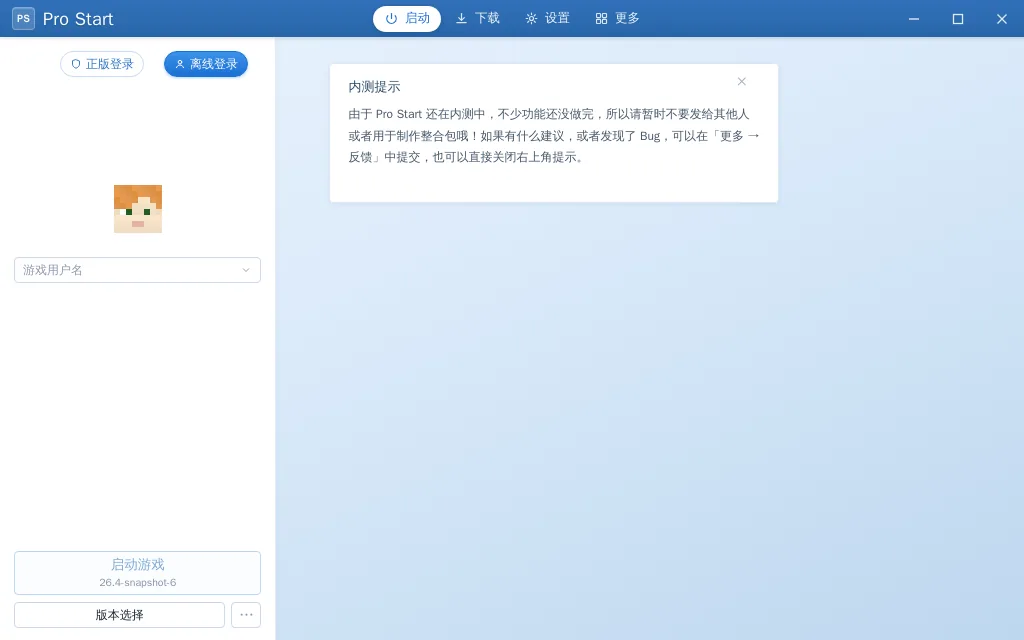 PS Pro Start
启动 下载 设置 更多
正版登录 离线登录
内测提示
由于 Pro Start 还在内测中，不少功能还没做完，所以请暂时不要发给其他人
或者用于制作整合包哦！如果有什么建议，或者发现了 Bug，可以在「更多 →
反馈」中提交，也可以直接关闭右上角提示。
游戏用户名
启动游戏
26.4-snapshot-6
版本选择 ···